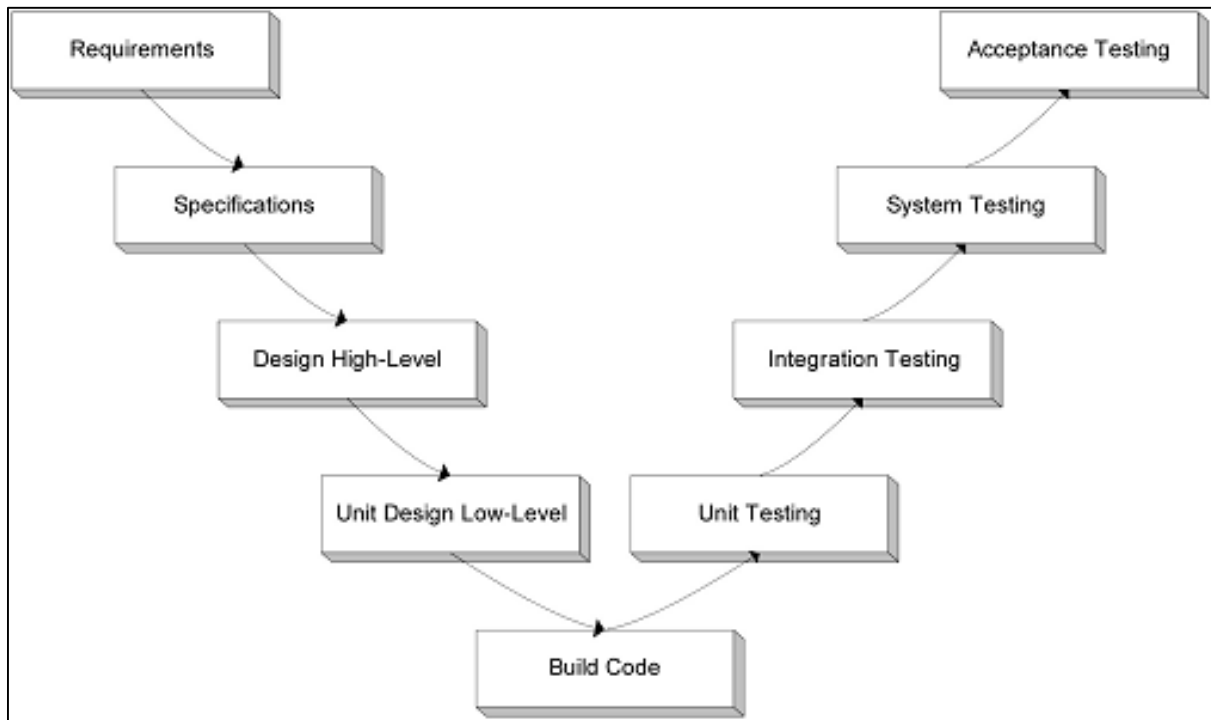 Requirements
Acceptance Testing
Specifications
System Testing
Design High-Level
Integration Testing
Unit Design Low-Level
Unit Testing
Build Code